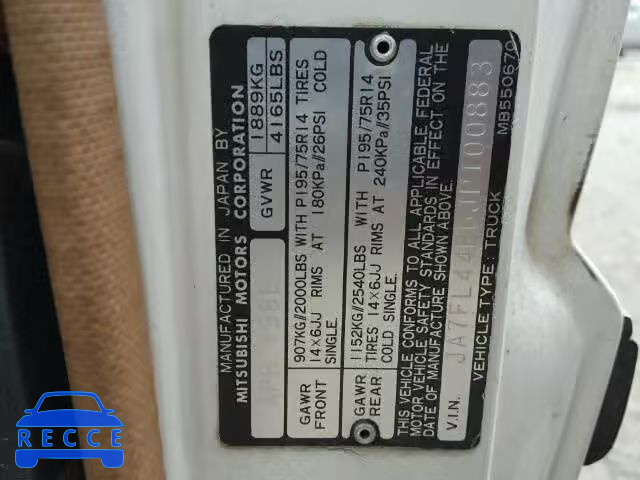 MANUFACTURED IN JAPAN BY
MITSUBISHI MOTORS CORPORATION
GVWR 1889KG
4165LBS
GAWR FRONT 907KG//2000LBS WITH P195/75R14 TIRES
14×6JJ RIMS AT 180KPa//26PSI COLD
SINGLE.
GAWR REAR 1152KG//2540LBS WITH P195/75R14
TIRES 14×6JJ RIMS AT 240KPa//35PSI
COLD SINGLE.
THIS VEHICLE CONFORMS TO ALL APPLICABLE FEDERAL
MOTOR VEHICLE SAFETY STANDARDS IN EFFECT ON THE
DATE OF MANUFACTURE SHOWN ABOVE.
V.I.N.
VEHICLE TYPE: TRUCK
MB550670
RECCE